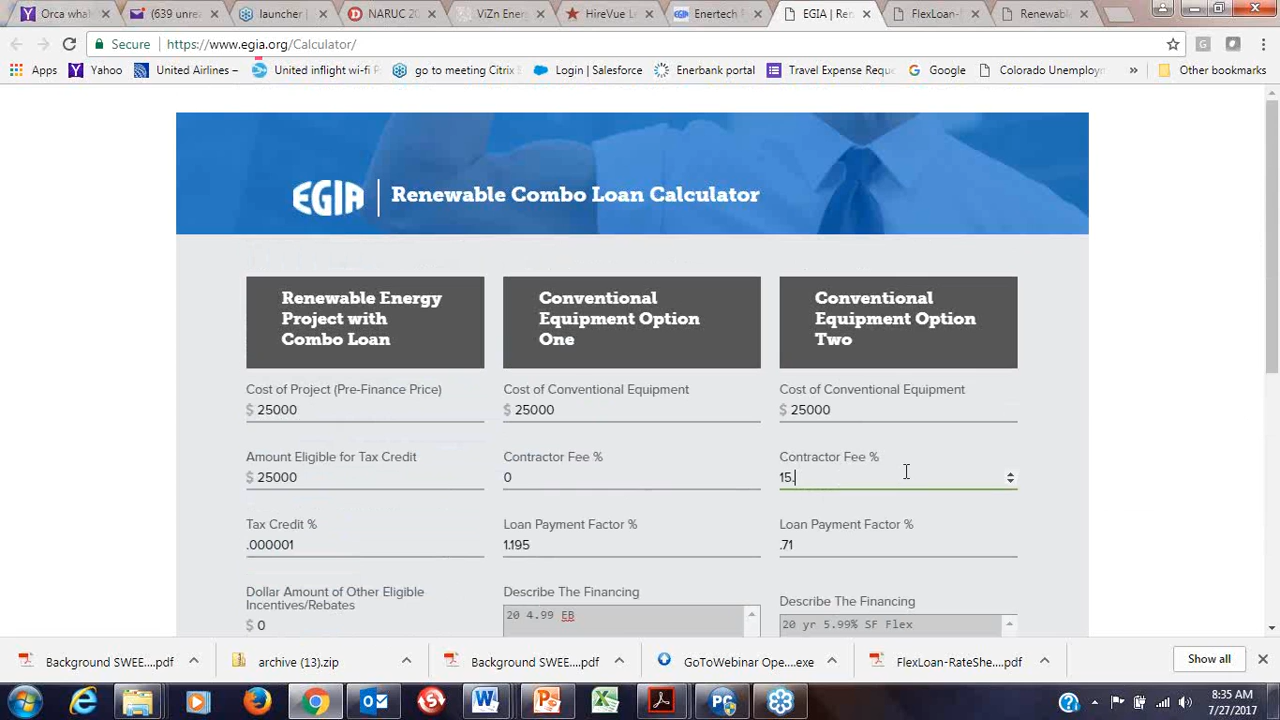 Orca wha
(639 unre
launcher
NARUC 20
ViZn Ener
HireVue L
Enertech
EGIA | Re
FlexLoan-
Renewabl
Secure
https://www.egia.org/Calculator/
Apps
Yahoo
United Airlines –
United inflight wi-fi
go to meeting Citrix
Login | Salesforce
Enerbank portal
Travel Expense Requ
Google
Colorado Unemploy
»
Other bookmarks
EGIA
Renewable Combo Loan Calculator
Renewable Energy
Project with
Combo Loan
Conventional
Equipment Option
One
Conventional
Equipment Option
Two
Cost of Project (Pre-Finance Price)
$ 25000
Cost of Conventional Equipment
$ 25000
Cost of Conventional Equipment
$ 25000
Amount Eligible for Tax Credit
$ 25000
Contractor Fee %
0
Contractor Fee %
15.
Tax Credit %
.000001
Loan Payment Factor %
1.195
Loan Payment Factor %
.71
Dollar Amount of Other Eligible
Incentives/Rebates
$ 0
Describe The Financing
20 4.99 EB
Describe The Financing
20 yr 5.99% SF Flex
Background SWEE....pdf
archive (13).zip
Background SWEE....pdf
GoToWebinar Ope....exe
FlexLoan-RateShe....pdf
Show all
8:35 AM
7/27/2017